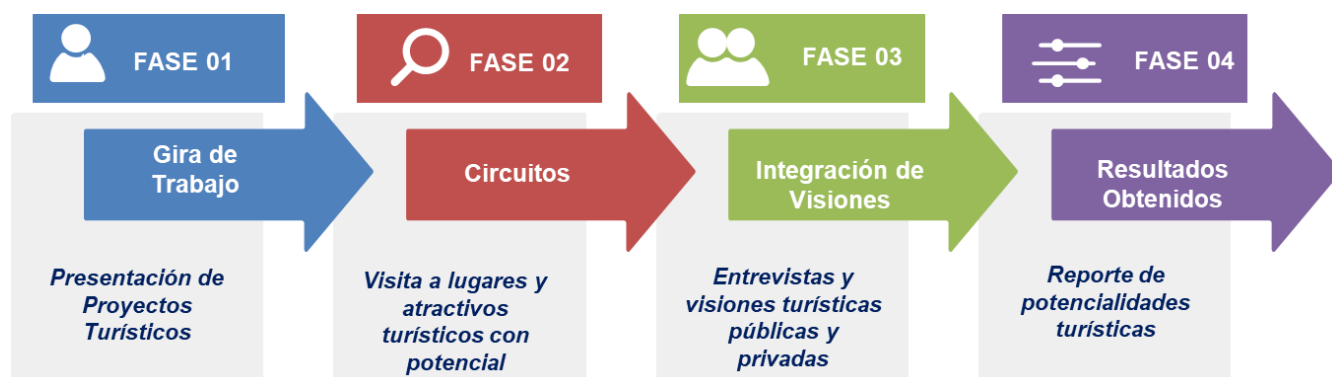 FASE 01
Gira de
Trabajo
Presentación de
Proyectos
Turísticos
FASE 02
Circuitos
Visita a lugares y
atractivos
turísticos con
potencial
FASE 03
Integración de
Visiones
Entrevistas y
visiones turísticas
públicas y
privadas
FASE 04
Resultados
Obtenidos
Reporte de
potencialidades
turísticas